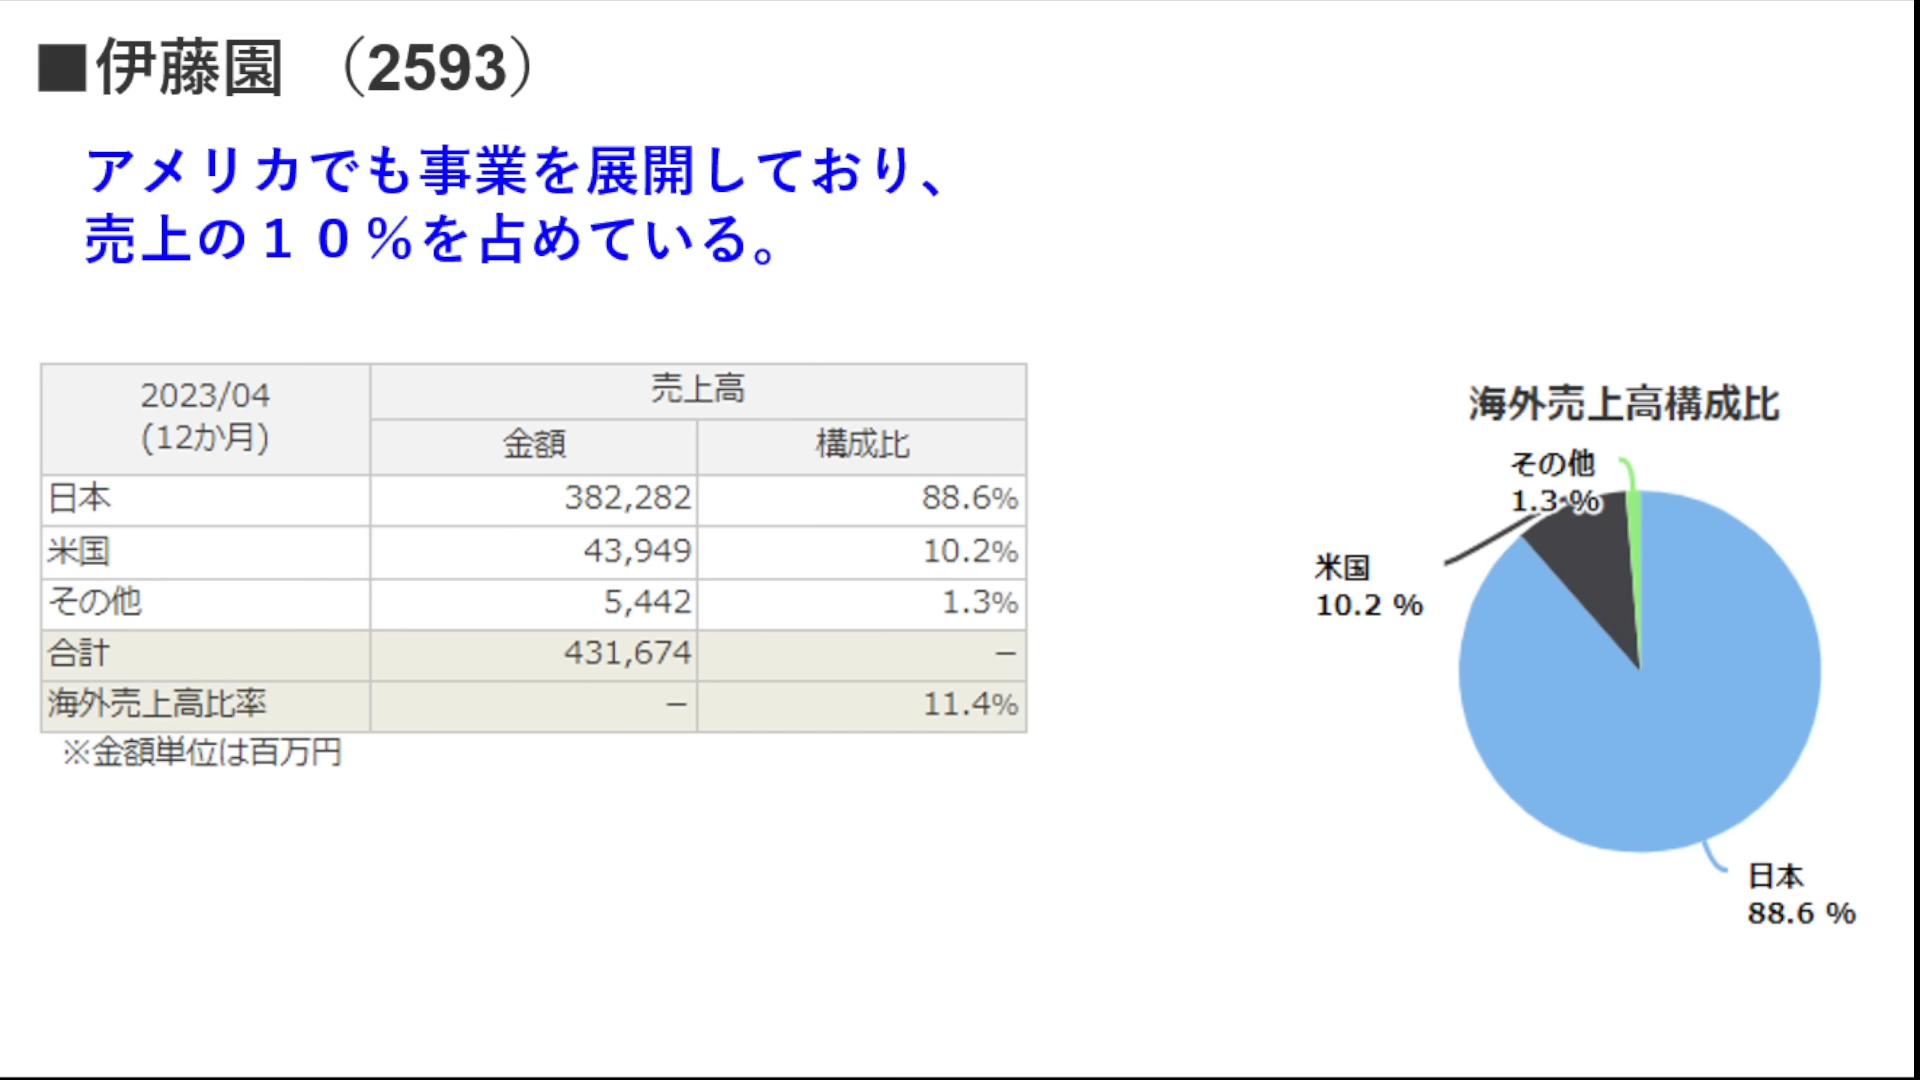 ■伊藤園 （2593）
アメリカでも事業を展開しており、
売上の１０％を占めている。
2023/04
(12か月)
売上高
金額 構成比
日本 382,282 88.6%
米国 43,949 10.2%
その他 5,442 1.3%
合計 431,674 –
海外売上高比率 – 11.4%
※金額単位は百万円
海外売上高構成比
その他
1.3 %
米国
10.2 %
日本
88.6 %